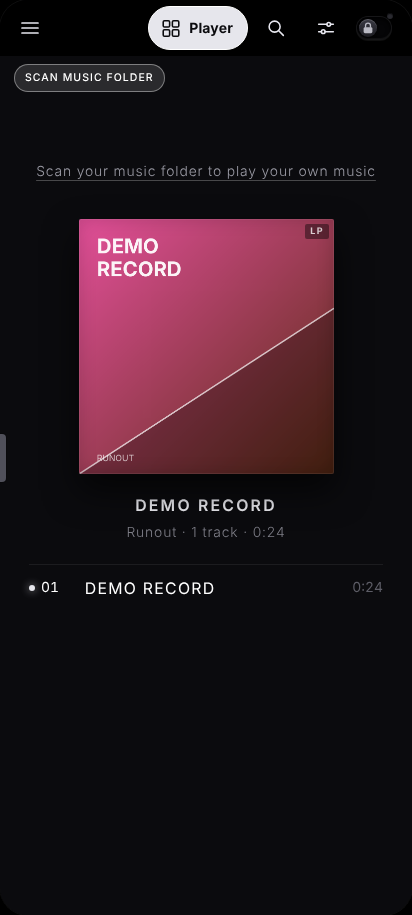 Player
SCAN MUSIC FOLDER
Scan your music folder to play your own music
LP
DEMO
RECORD
RUNOUT
DEMO RECORD
Runout · 1 track · 0:24
01 DEMO RECORD 0:24